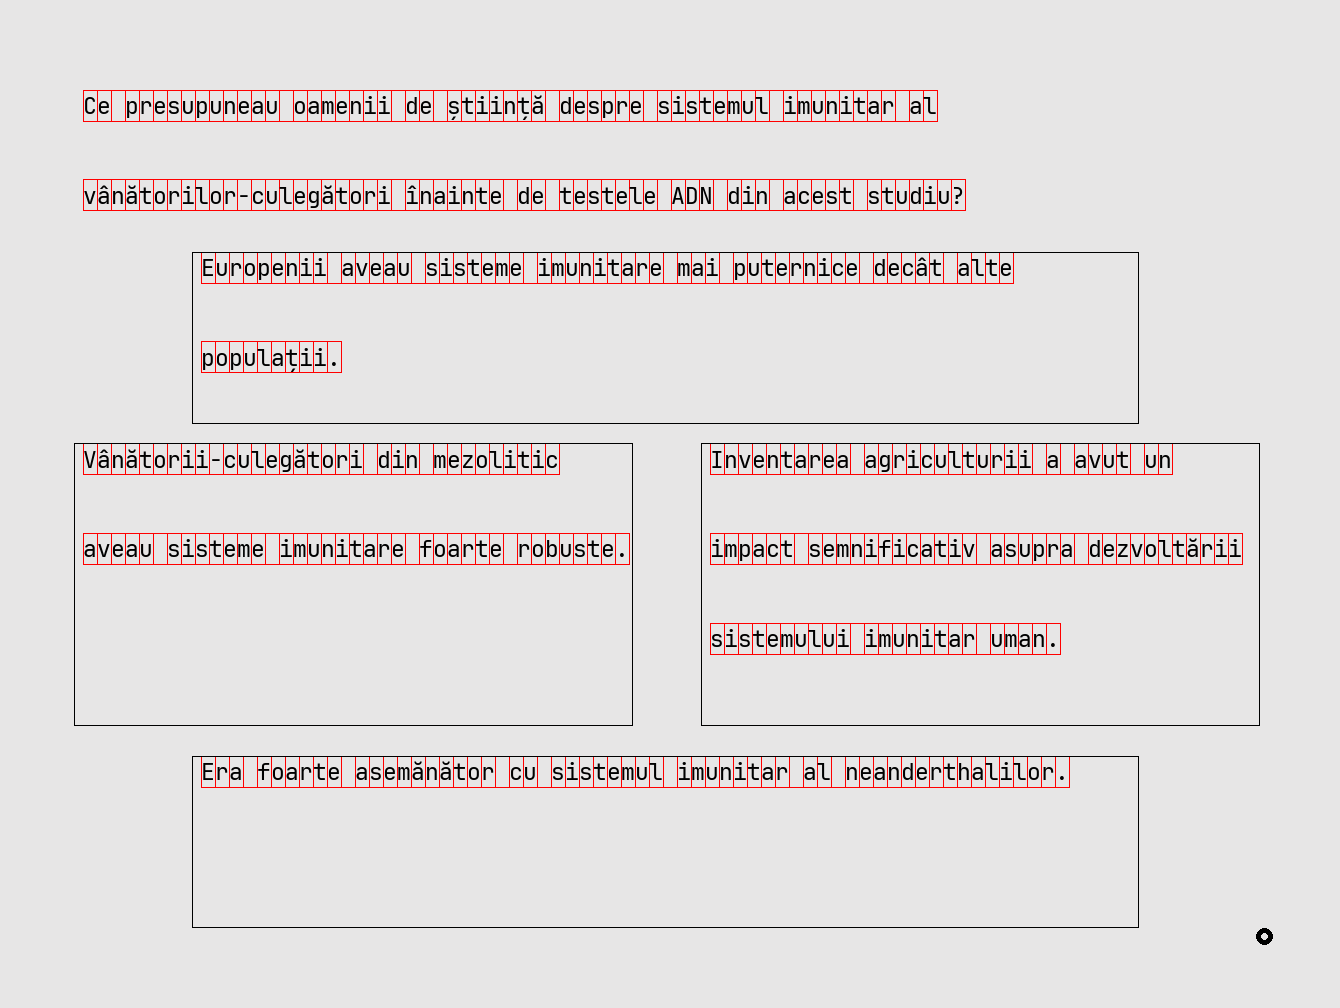 Ce presupuneau oamenii de știință despre sistemul imunitar al
vânătorilor-culegători înainte de testele ADN din acest studiu?
Europenii aveau sisteme imunitare mai puternice decât alte
populații.
Vânătorii-culegători din mezolitic
aveau sisteme imunitare foarte robuste.
Inventarea agriculturii a avut un
impact semnificativ asupra dezvoltării
sistemului imunitar uman.
Era foarte asemănător cu sistemul imunitar al neanderthalilor.